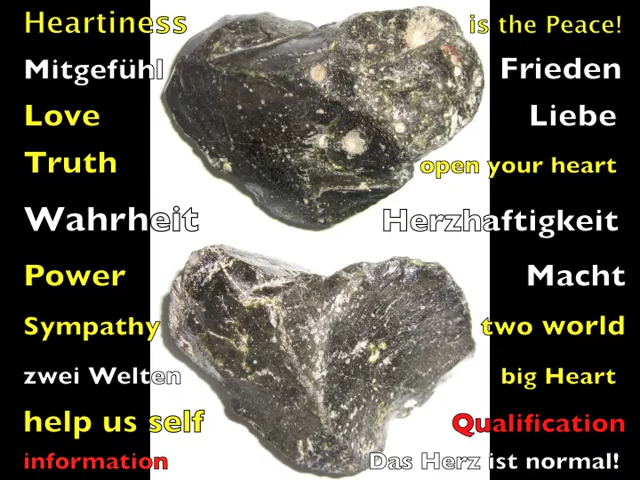 Heartiness is the Peace!
Mitgefühl Frieden
Love Liebe
Truth open your heart
Wahrheit Herzhaftigkeit
Power Macht
Sympathy two world
zwei Welten big Heart
help us self Qualification
information Das Herz ist normal!